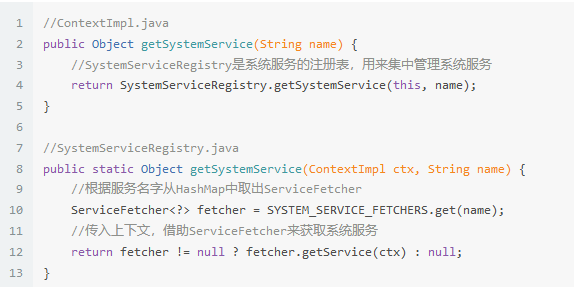 1 //ContextImpl.java
2 public Object getSystemService(String name) {
3 //SystemServiceRegistry是系统服务的注册表，用来集中管理系统服务
4 return SystemServiceRegistry.getSystemService(this, name);
5 }
6
7 //SystemServiceRegistry.java
8 public static Object getSystemService(ContextImpl ctx, String name) {
9 //根据服务名字从HashMap中取出ServiceFetcher
10 ServiceFetcher<?> fetcher = SYSTEM_SERVICE_FETCHERS.get(name);
11 //传入上下文，借助ServiceFetcher来获取系统服务
12 return fetcher != null ? fetcher.getService(ctx) : null;
13 }